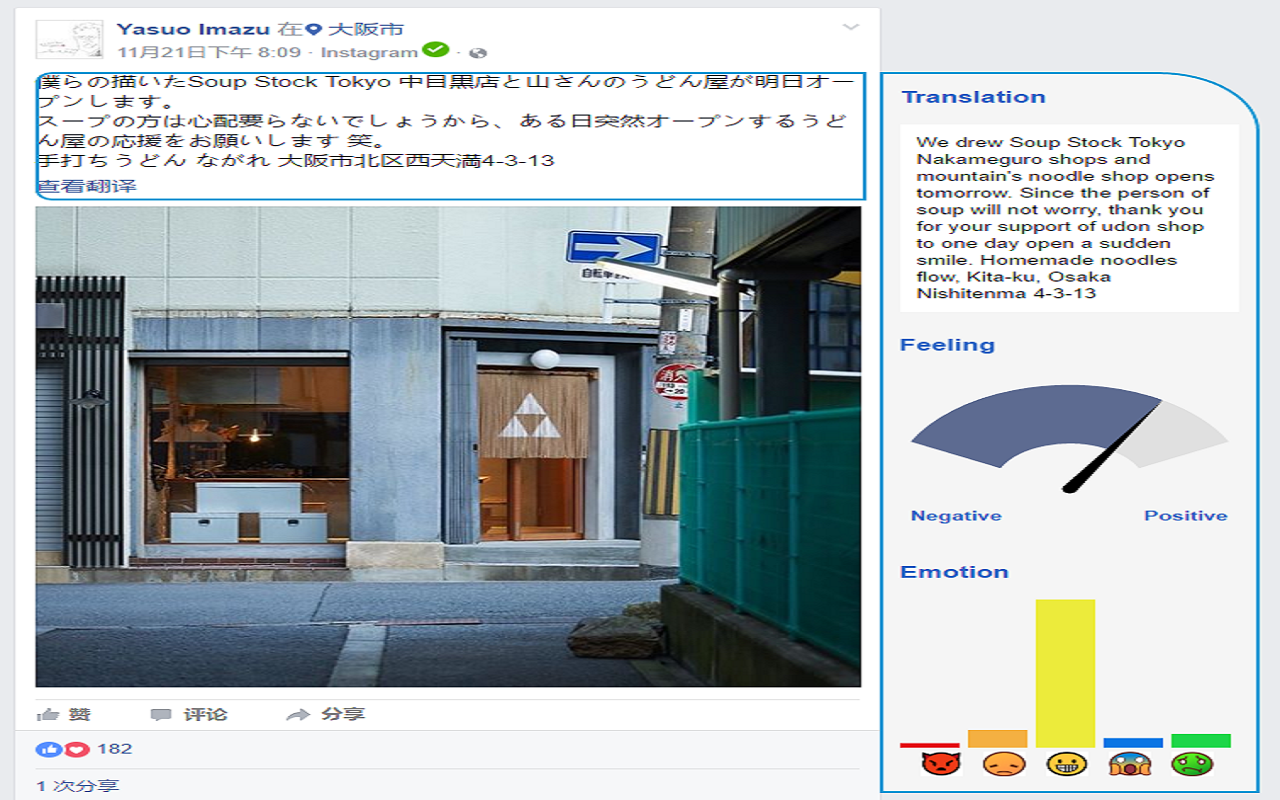 Yasuo Imazu 在 大阪市
11月21日下午 8:09 · Instagram ·
僕らの描いたSoup Stock Tokyo 中目黒店と山さんのうどん屋が明日オー
プンします。
スープの方は心配要らないでしょうから、ある日突然オープンするうど
ん屋の応援をお願いします 笑。
手打ちうどん ながれ 大阪市北区西天満4-3-13
查看翻译
自転車
消火
赞 评论 分享
182
1 次分享
Translation
We drew Soup Stock Tokyo
Nakameguro shops and
mountain's noodle shop opens
tomorrow. Since the person of
soup will not worry, thank you
for your support of udon shop
to one day open a sudden
smile. Homemade noodles
flow, Kita-ku, Osaka
Nishitenma 4-3-13
Feeling
Negative Positive
Emotion